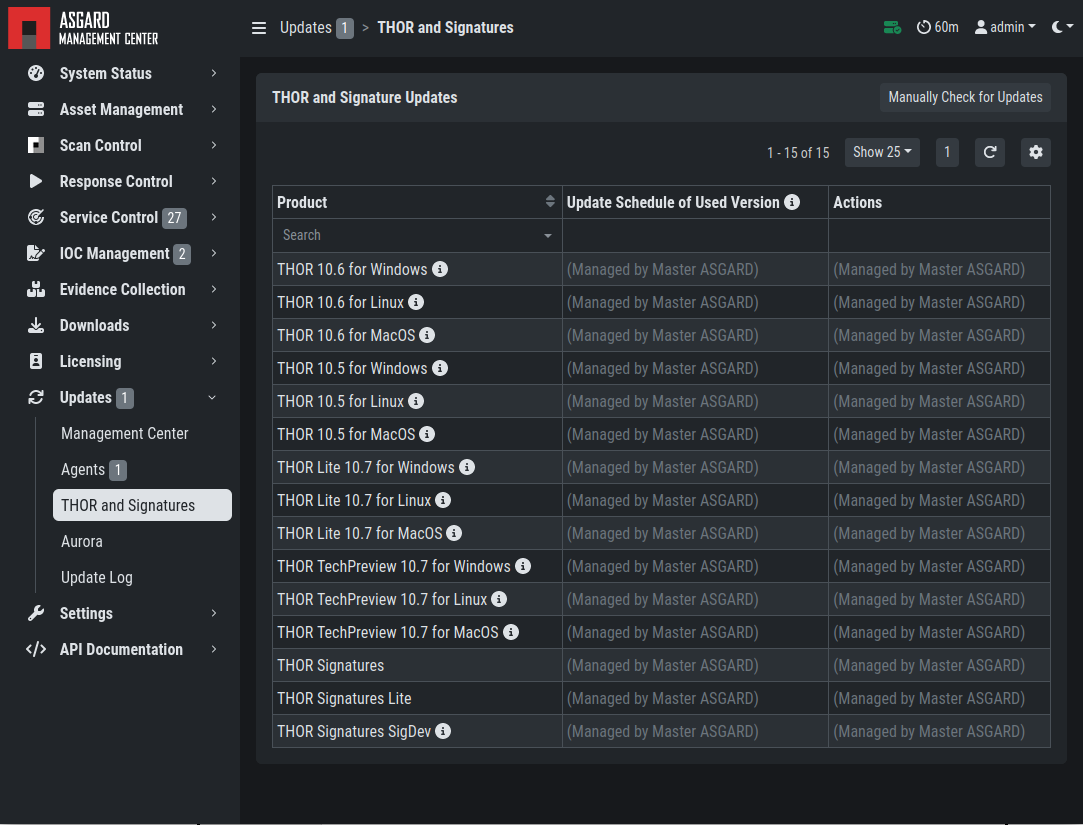 ASGARD
MANAGEMENT CENTER
System Status
Asset Management
Scan Control
Response Control
Service Control 27
IOC Management 2
Evidence Collection
Downloads
Licensing
Updates 1
Management Center
Agents 1
THOR and Signatures
Aurora
Update Log
Settings
API Documentation
Updates 1 > THOR and Signatures
60m admin
THOR and Signature Updates Manually Check for Updates
1 - 15 of 15 Show 25 1
Product Update Schedule of Used Version Actions
Search
THOR 10.6 for Windows (Managed by Master ASGARD) (Managed by Master ASGARD)
THOR 10.6 for Linux (Managed by Master ASGARD) (Managed by Master ASGARD)
THOR 10.6 for MacOS (Managed by Master ASGARD) (Managed by Master ASGARD)
THOR 10.5 for Windows (Managed by Master ASGARD) (Managed by Master ASGARD)
THOR 10.5 for Linux (Managed by Master ASGARD) (Managed by Master ASGARD)
THOR 10.5 for MacOS (Managed by Master ASGARD) (Managed by Master ASGARD)
THOR Lite 10.7 for Windows (Managed by Master ASGARD) (Managed by Master ASGARD)
THOR Lite 10.7 for Linux (Managed by Master ASGARD) (Managed by Master ASGARD)
THOR Lite 10.7 for MacOS (Managed by Master ASGARD) (Managed by Master ASGARD)
THOR TechPreview 10.7 for Windows (Managed by Master ASGARD) (Managed by Master ASGARD)
THOR TechPreview 10.7 for Linux (Managed by Master ASGARD) (Managed by Master ASGARD)
THOR TechPreview 10.7 for MacOS (Managed by Master ASGARD) (Managed by Master ASGARD)
THOR Signatures (Managed by Master ASGARD) (Managed by Master ASGARD)
THOR Signatures Lite (Managed by Master ASGARD) (Managed by Master ASGARD)
THOR Signatures SigDev (Managed by Master ASGARD) (Managed by Master ASGARD)